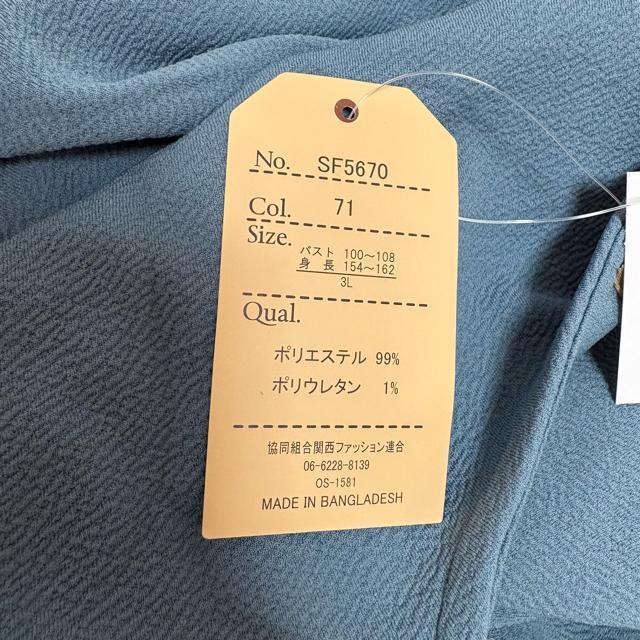 No. SF5670
Col. 71
Size.
バスト 100～108
身長 154～162
3L
Qual.
ポリエステル 99%
ポリウレタン 1%
協同組合関西ファッション連合
06-6228-8139
OS-1581
MADE IN BANGLADESH